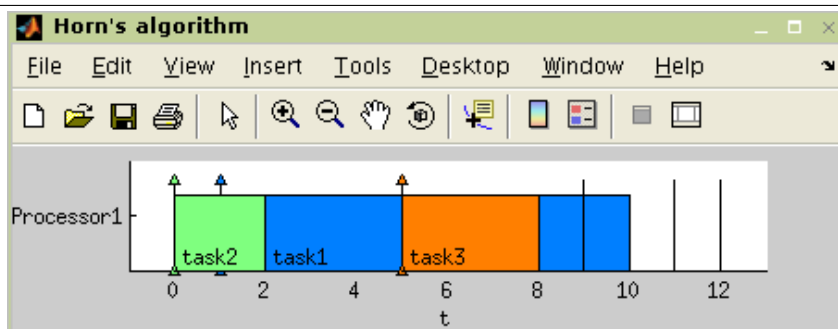 Horn's algorithm
File Edit View Insert Tools Desktop Window Help
Processor1
task2 task1 task3
0 2 4 6 8 10 12
t